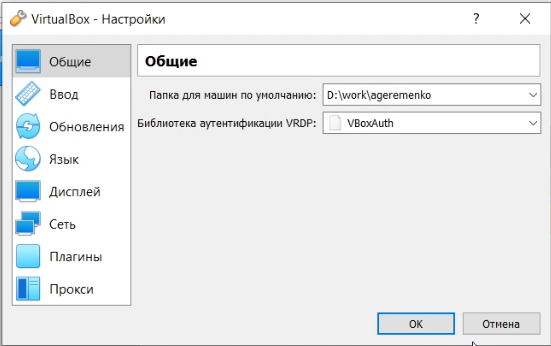 VirtualBox - Настройки
Общие
Ввод
Обновления
Язык
Дисплей
Сеть
Плагины
Прокси
Общие
Папка для машин по умолчанию: D:\work\ageremenko
Библиотека аутентификации VRDP: VBoxAuth
OK Отмена